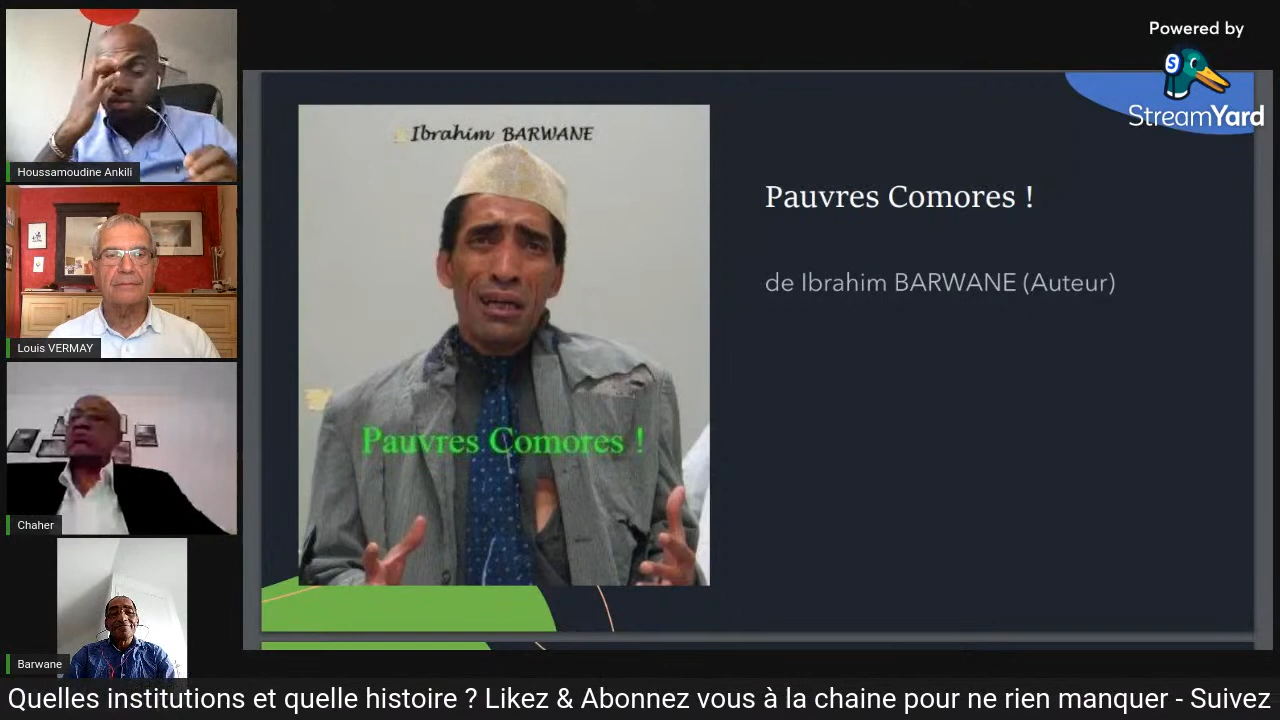 Powered by
StreamYard
Houssamoudine Ankili
Louis VERMAY
Chaher
Barwane
Ibrahim BARWANE
Pauvres Comores !
Pauvres Comores !
de Ibrahim BARWANE (Auteur)
Quelles institutions et quelle histoire ? Likez & Abonnez vous à la chaine pour ne rien manquer - Suivez